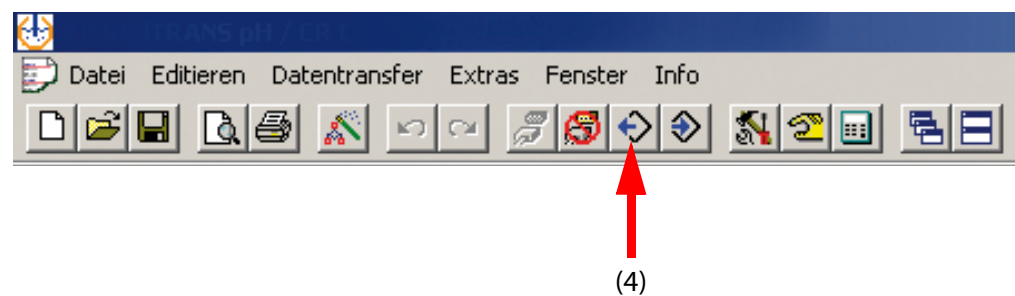 Datei Editieren Datentransfer Extras Fenster Info
(4)